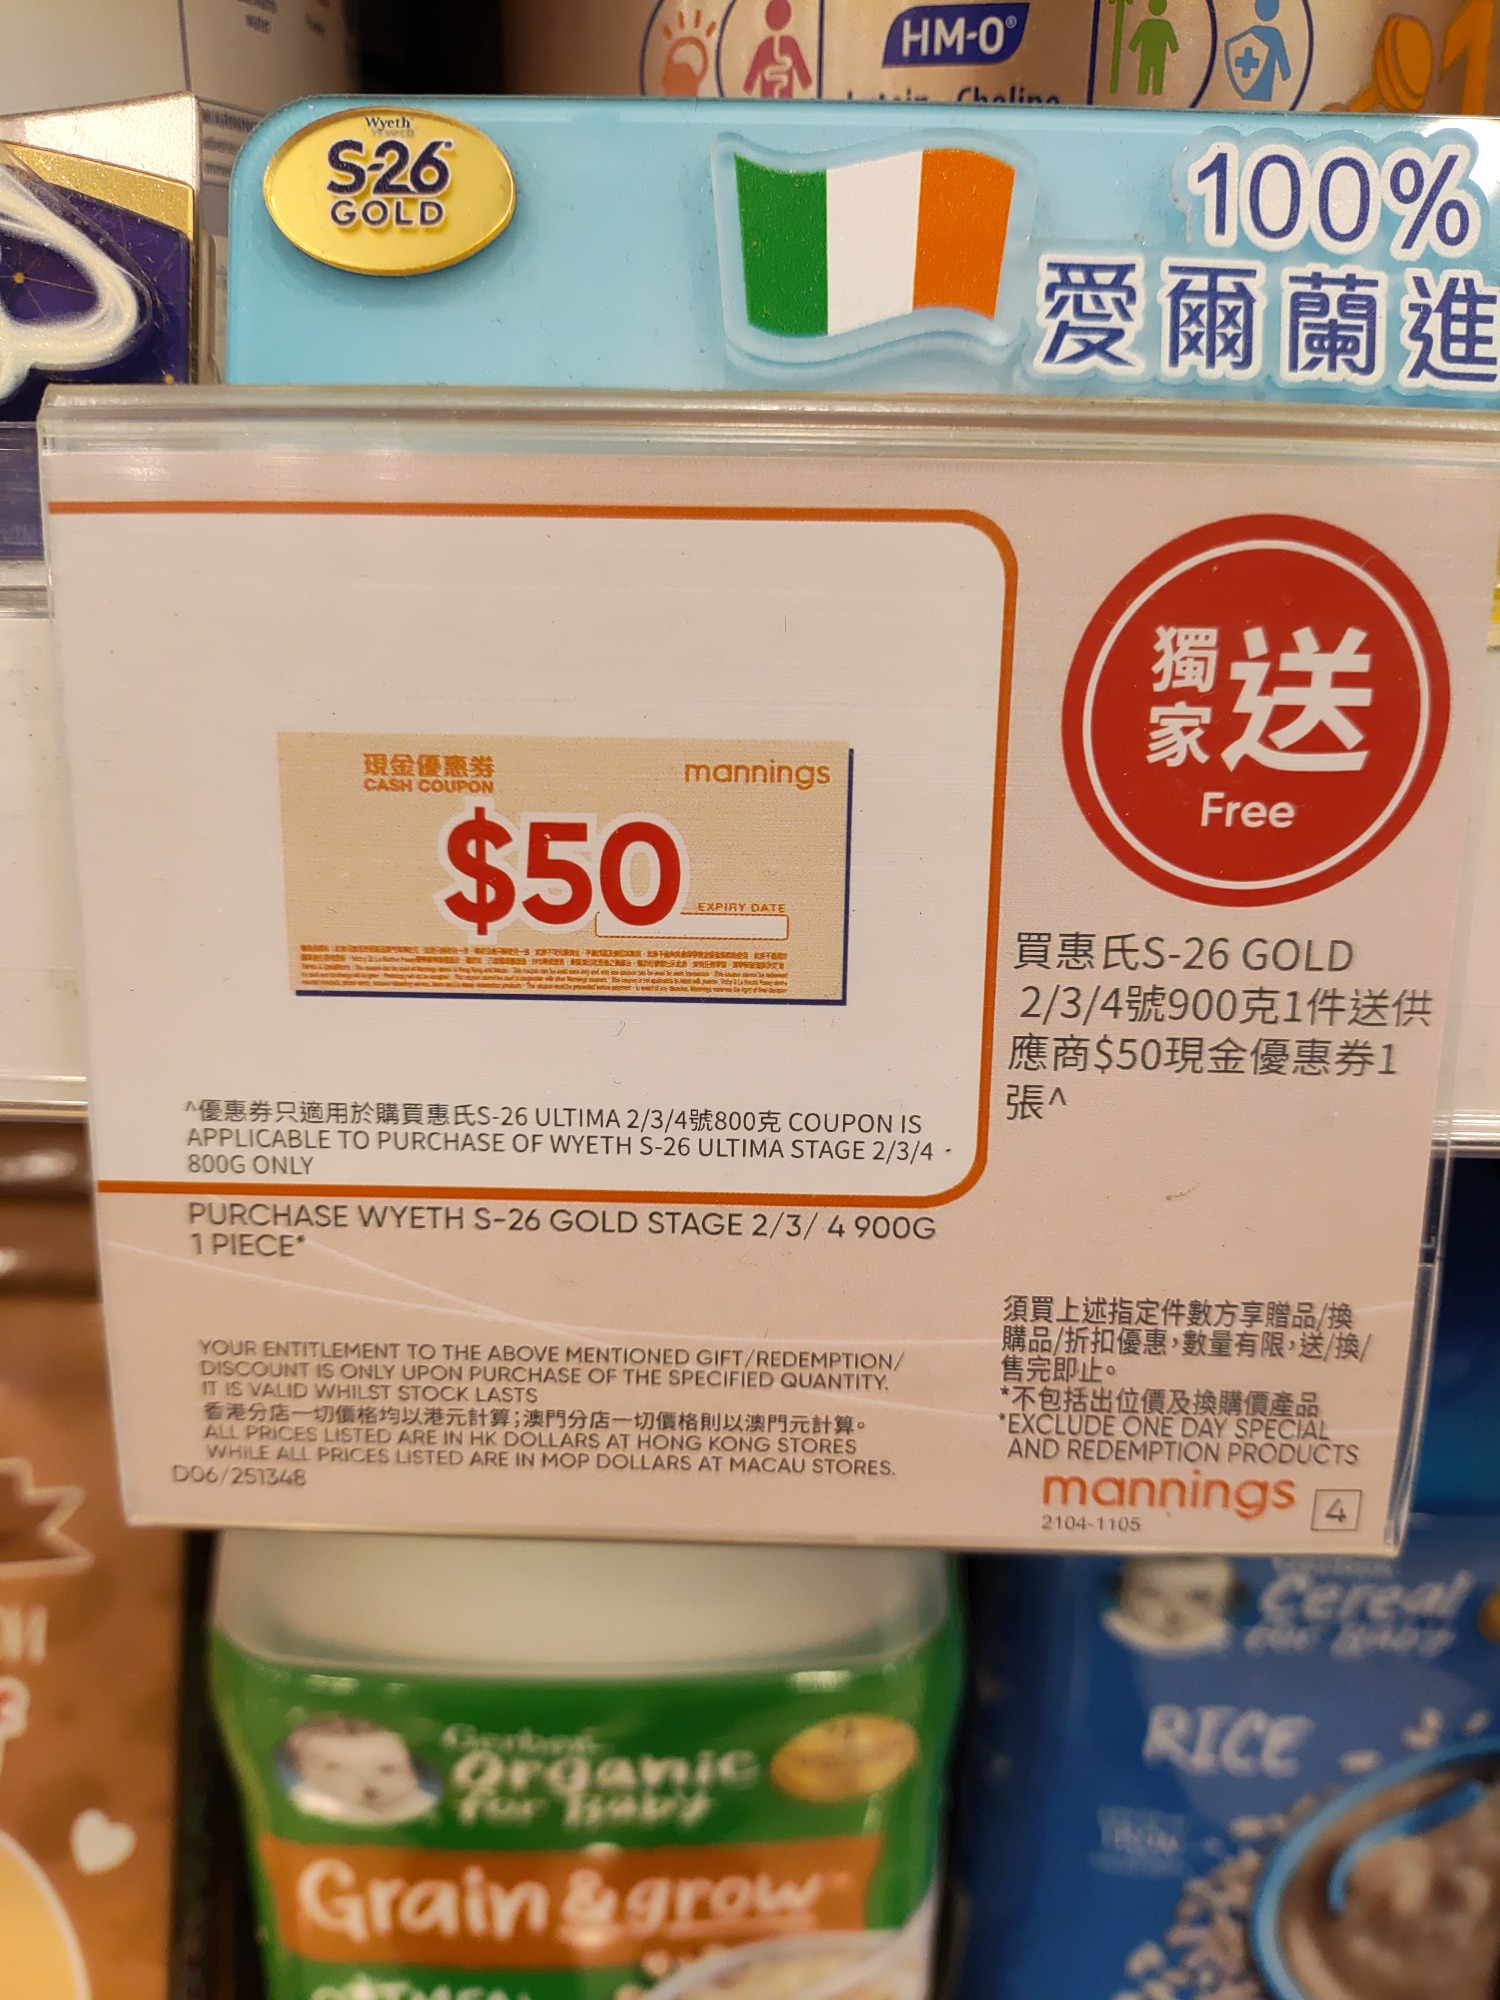 HM-O®
Lutein Choline
1
Wyeth
S-26
GOLD
100%
愛爾蘭進
現金優惠券
CASH COUPON
mannings
$50
EXPIRY DATE
獨家送
Free
買惠氏S-26 GOLD
2/3/4號900克1件送供
應商$50現金優惠券1
張^
^優惠券只適用於購買惠氏S-26 ULTIMA 2/3/4號800克 COUPON IS
APPLICABLE TO PURCHASE OF WYETH S-26 ULTIMA STAGE 2/3/4
800G ONLY
PURCHASE WYETH S-26 GOLD STAGE 2/3/ 4 900G
1 PIECE*
YOUR ENTITLEMENT TO THE ABOVE MENTIONED GIFT/REDEMPTION/
DISCOUNT IS ONLY UPON PURCHASE OF THE SPECIFIED QUANTITY.
IT IS VALID WHILST STOCK LASTS
香港分店一切價格均以港元計算;澳門分店一切價格則以澳門元計算。
ALL PRICES LISTED ARE IN HK DOLLARS AT HONG KONG STORES
WHILE ALL PRICES LISTED ARE IN MOP DOLLARS AT MACAU STORES.
D06/251348
須買上述指定件數方享贈品/換
購品/折扣優惠,數量有限,送/換/
售完即止。
*不包括出位價及換購價產品
*EXCLUDE ONE DAY SPECIAL
AND REDEMPTION PRODUCTS
mannings 4
2104-1105
Gerber
Organic
for Baby
Grain & grow
OATMEAL
Cereal
for Baby
RICE